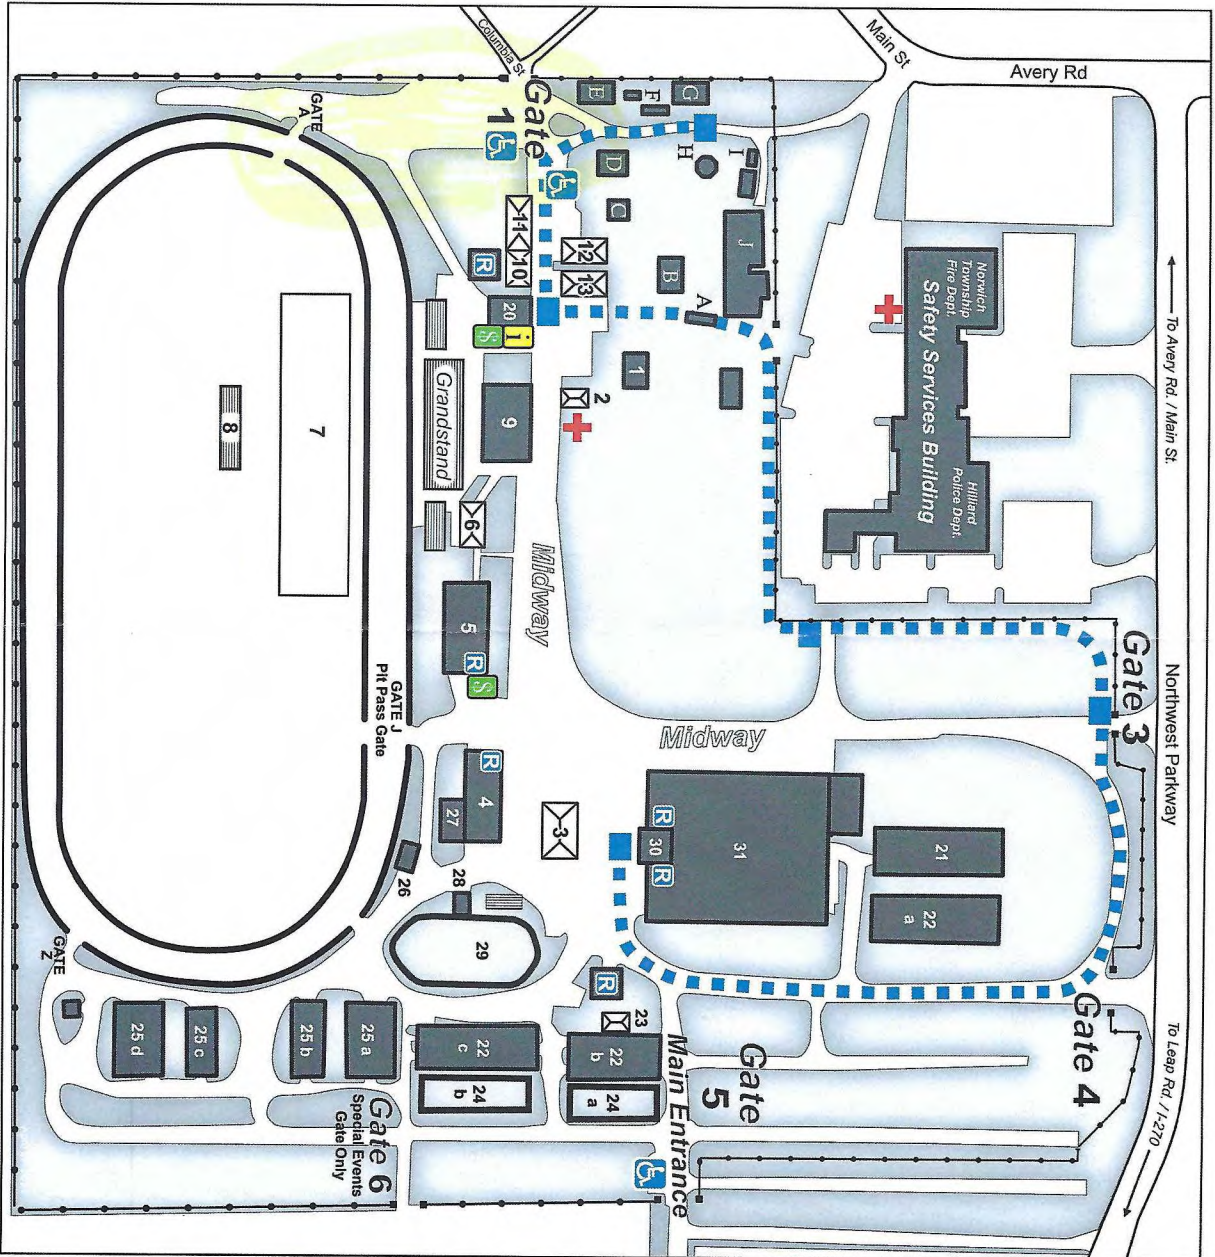 Columbia St
Main St
Avery Rd
To Avery Rd. / Main St.
Northwest Parkway
To Leap Rd. / I-270
GATE
A
Gate
1
E
F
G
H
I
D
C
J
B
A
11
10
12
13
R
20
$
i
Grandstand
9
1
2
Norwich
Township
Fire Dept.
Safety Services Building
Hilliard
Police Dept.
7
8
6
5
R
$
Midway
GATE J
Pit Pass Gate
Midway
Gate 3
R
4
27
3
R
30
R
31
21
22
a
26
28
29
GATE
Z
R
23
Gate 4
25 d
25 c
25 b
25 a
22
c
22
b
24
b
24
a
Gate
5
Main Entrance
Gate 6
Special Events
Gate Only